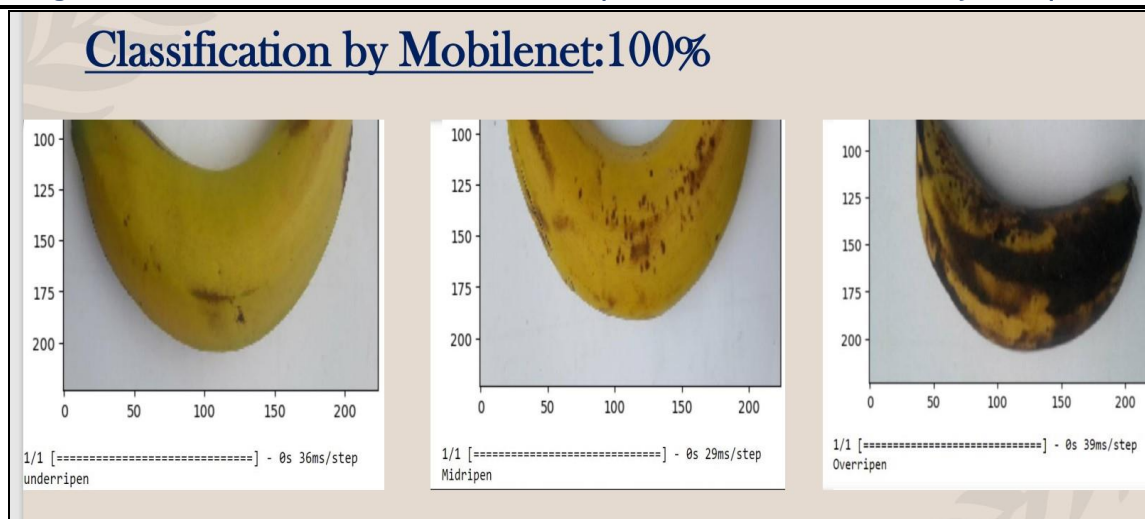 Classification by Mobilenet:100%
100
125
150
175
200
0 50 100 150 200
1/1 [==============================] - 0s 36ms/step
underripen
100
125
150
175
200
0 50 100 150 200
1/1 [==============================] - 0s 29ms/step
Midripen
100
125
150
175
200
0 50 100 150 200
1/1 [==============================] - 0s 39ms/step
Overripen